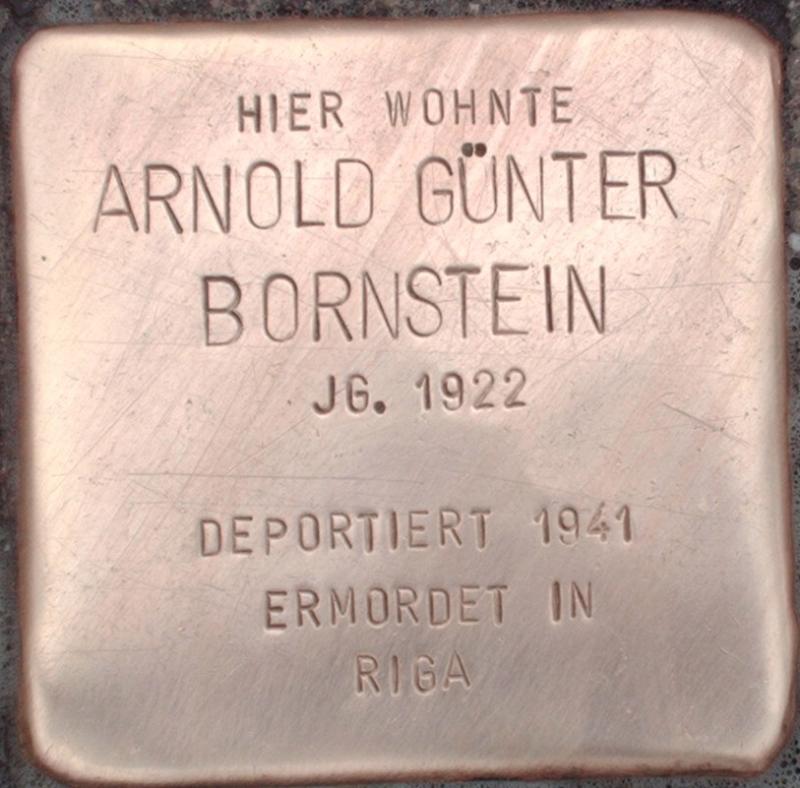 HIER WOHNTE
ARNOLD GÜNTER
BORNSTEIN
JG. 1922
DEPORTIERT 1941
ERMORDET IN
RIGA